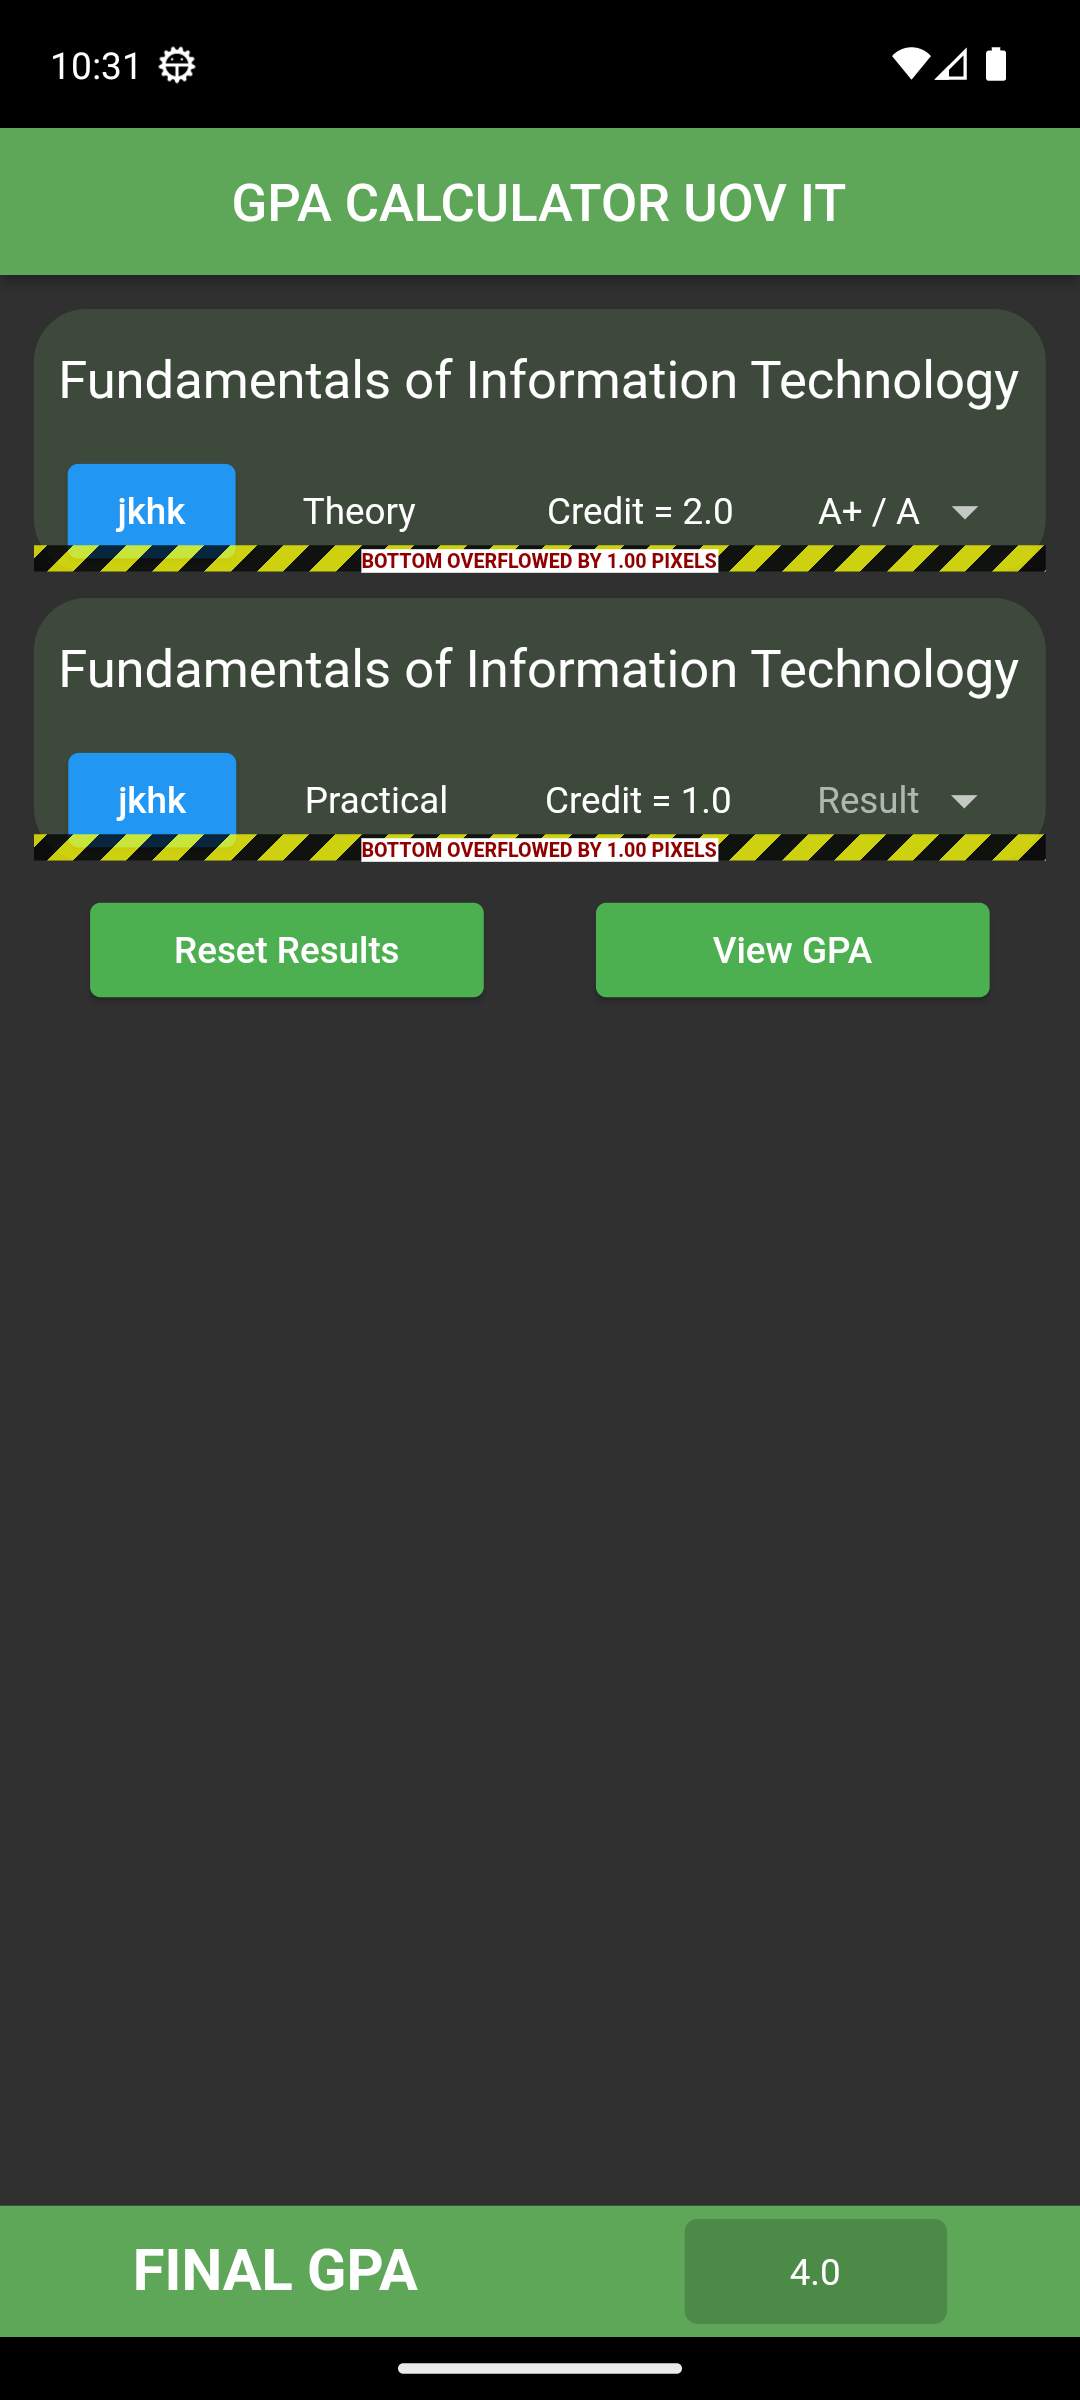 10:31
GPA CALCULATOR UOV IT
Fundamentals of Information Technology
jkhk Theory Credit = 2.0 A+ / A
BOTTOM OVERFLOWED BY 1.00 PIXELS
Fundamentals of Information Technology
jkhk Practical Credit = 1.0 Result
BOTTOM OVERFLOWED BY 1.00 PIXELS
Reset Results View GPA
FINAL GPA 4.0